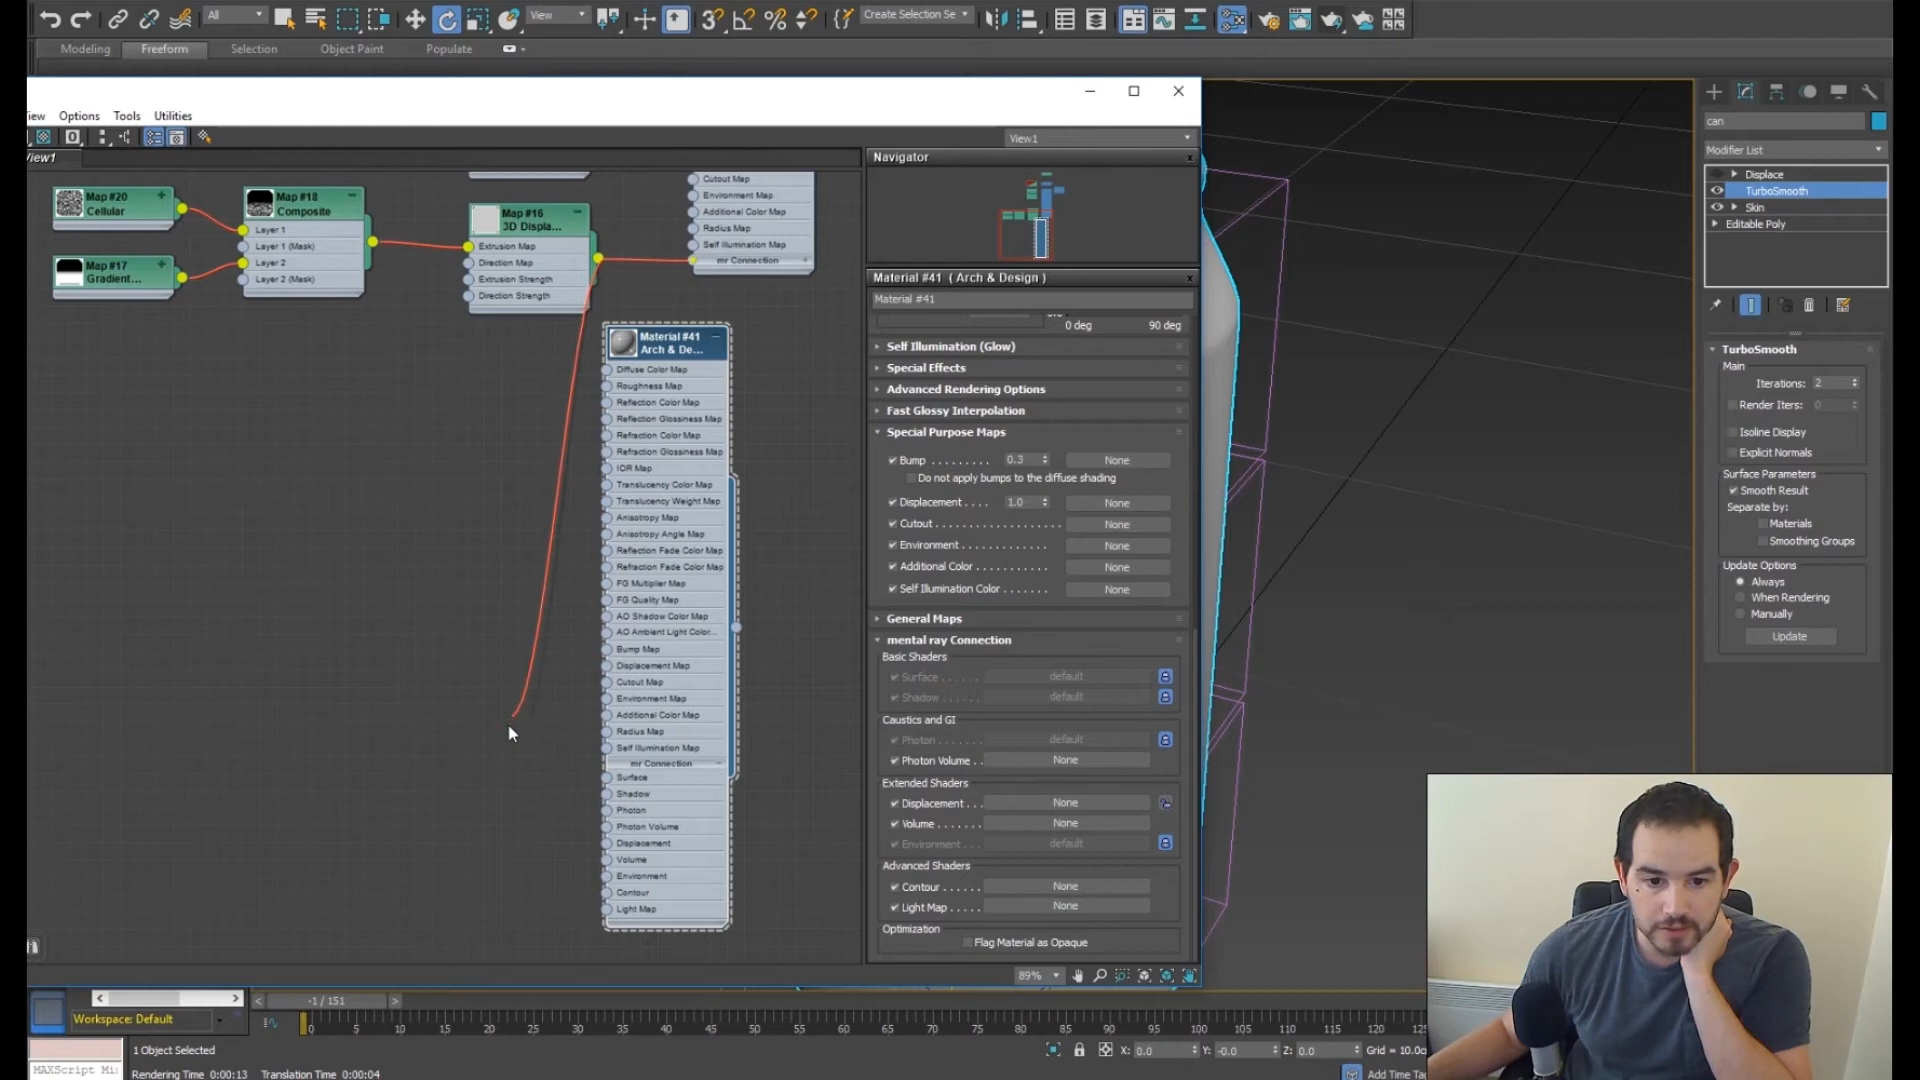 All
View
Create Selection Se
Modeling
Freeform
Selection
Object Paint
Populate
iew
Options
Tools
Utilities
View1
View1
Map #20
Cellular
Map #17
Gradient...
Map #18
Composite
Layer 1
Layer 1 (Mask)
Layer 2
Layer 2 (Mask)
Map #16
3D Displa...
Extrusion Map
Direction Map
Extrusion Strength
Direction Strength
Cutout Map
Environment Map
Additional Color Map
Radius Map
Self Illumination Map
mr Connection
Material #41
Arch & De...
Diffuse Color Map
Roughness Map
Reflection Color Map
Reflection Glossiness Map
Refraction Color Map
Refraction Glossiness Map
IOR Map
Translucency Color Map
Translucency Weight Map
Anisotropy Map
Anisotropy Angle Map
Reflection Fade Color Map
Refraction Fade Color Map
FG Multiplier Map
FG Quality Map
AO Shadow Color Map
AO Ambient Light Color...
Bump Map
Displacement Map
Cutout Map
Environment Map
Additional Color Map
Radius Map
Self Illumination Map
mr Connection
Surface
Shadow
Photon
Photon Volume
Displacement
Volume
Environment
Contour
Light Map
Navigator
Material #41 ( Arch & Design )
Material #41
0 deg 90 deg
Self Illumination (Glow)
Special Effects
Advanced Rendering Options
Fast Glossy Interpolation
Special Purpose Maps
Bump . . . . . . . . . 0.3 None
Do not apply bumps to the diffuse shading
Displacement . . . . 1.0 None
Cutout . . . . . . . . . . . . . . . . . . . . . None
Environment . . . . . . . . . . . . . None
Additional Color . . . . . . . . . . . None
Self Illumination Color . . . . . . . None
General Maps
mental ray Connection
Basic Shaders
Surface . . . . . . default
Shadow . . . . . . default
Caustics and GI
Photon . . . . . . . default
Photon Volume . . None
Extended Shaders
Displacement . . . None
Volume . . . . . . . None
Environment . . . default
Advanced Shaders
Contour . . . . . . None
Light Map . . . . . None
Optimization
Flag Material as Opaque
89%
can
Modifier List
Displace
TurboSmooth
Skin
Editable Poly
TurboSmooth
Main
Iterations: 2
Render Iters: 0
Isoline Display
Explicit Normals
Surface Parameters
Smooth Result
Separate by:
Materials
Smoothing Groups
Update Options
Always
When Rendering
Manually
Update
-1 / 151
Workspace: Default
0 5 10 15 20 25 30 35 40 45 50 55 60 65 70 75 80 85 90 95 100 105 110 115 120 12
1 Object Selected
X: 0.0 Y: -0.0 Z: 0.0 Grid = 10.0c
MAXScript Mi
Rendering Time 0:00:13 Translation Time 0:00:04
Add Time Tag